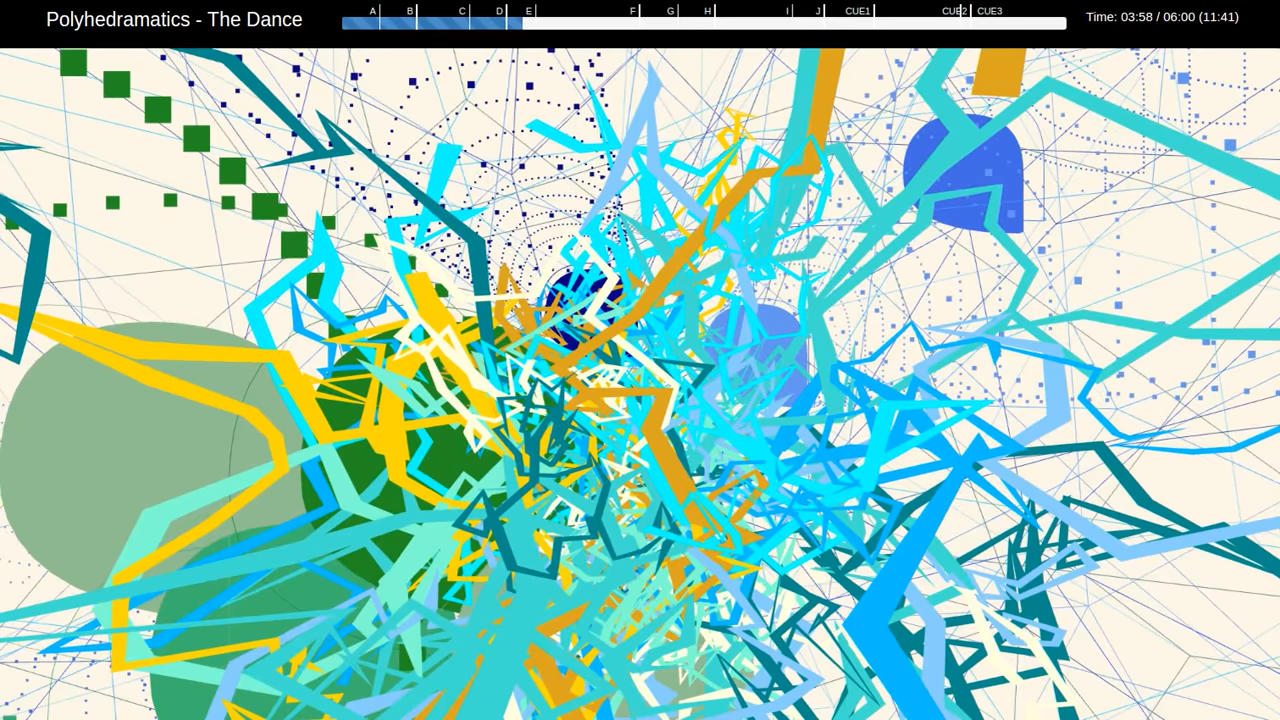 Polyhedramatics - The Dance
A B C D E F G H I J CUE1 CUE2 CUE3
Time: 03:58 / 06:00 (11:41)